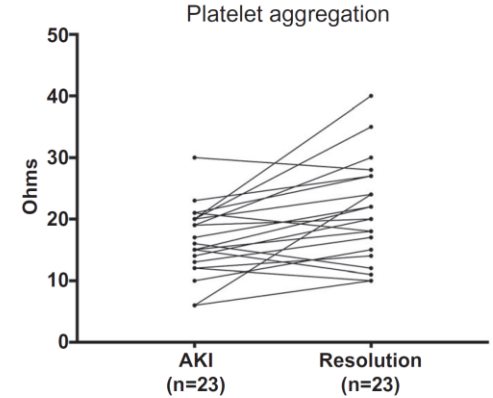 Platelet aggregation
Ohms
50
40
30
20
10
0
AKI
(n=23)
Resolution
(n=23)